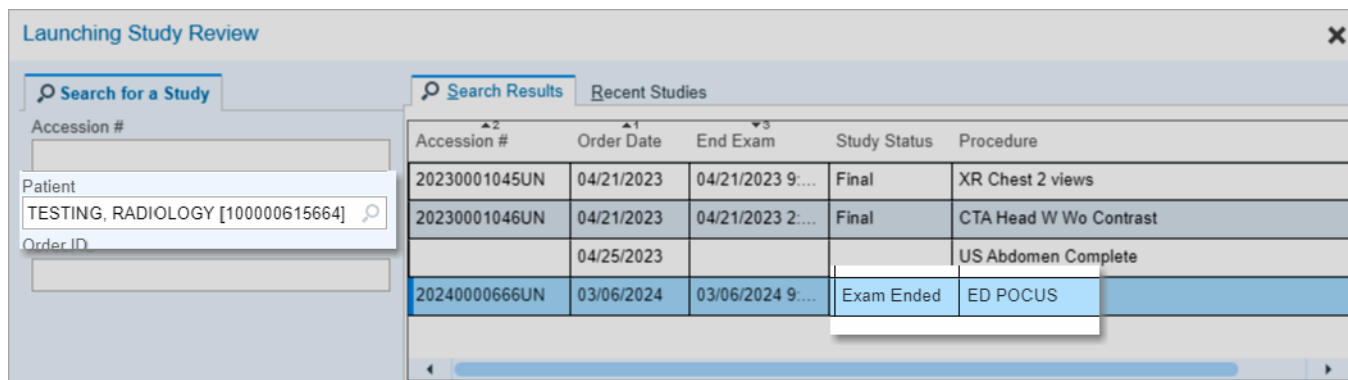 Launching Study Review
Search for a Study
Accession #
Patient
TESTING, RADIOLOGY [100000615664]
Order ID
Search Results Recent Studies
Accession # Order Date End Exam Study Status Procedure
2 1 3
20230001045UN 04/21/2023 04/21/2023 9:... Final XR Chest 2 views
20230001046UN 04/21/2023 04/21/2023 2:... Final CTA Head W Wo Contrast
04/25/2023 US Abdomen Complete
20240000666UN 03/06/2024 03/06/2024 9:... Exam Ended ED POCUS